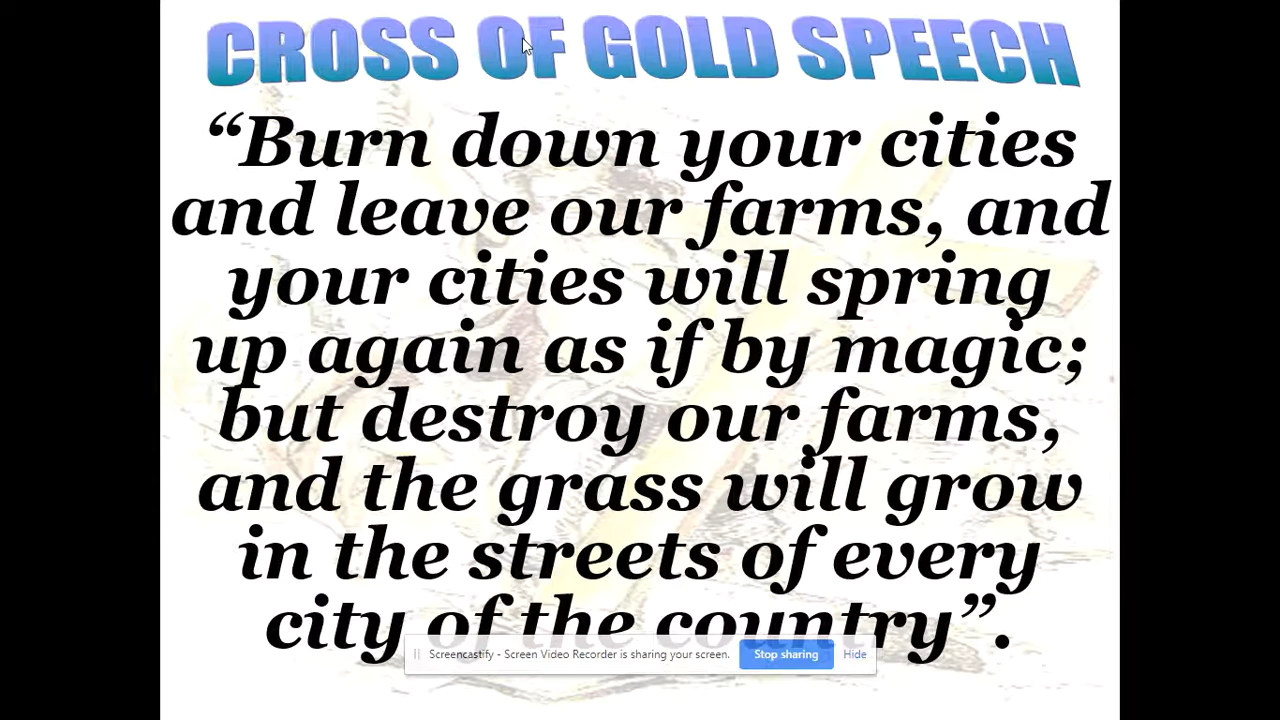 CROSS OF GOLD SPEECH
“Burn down your cities
and leave our farms, and
your cities will spring
up again as if by magic;
but destroy our farms,
and the grass will grow
in the streets of every
city of the country”.
Screencastify - Screen Video Recorder is sharing your screen. Stop sharing Hide